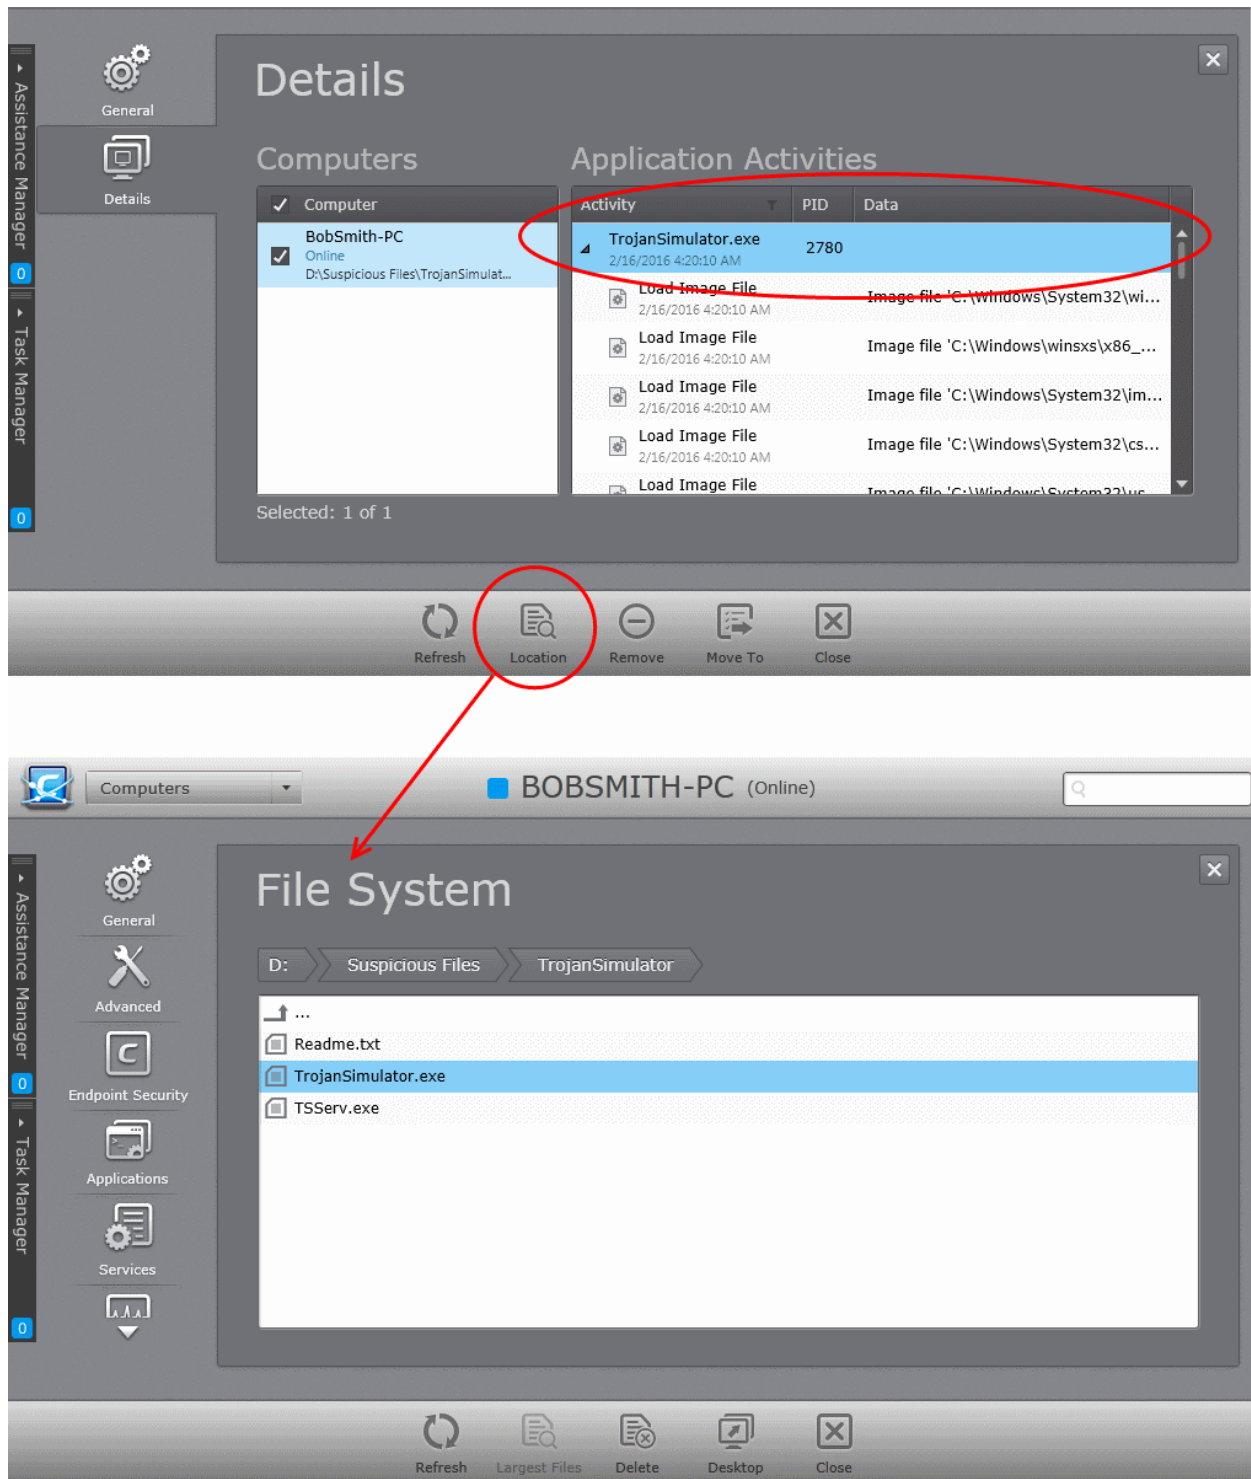 General
Details
Assistance Manager
0
Task Manager
0
Details
Computers
Computer
BobSmith-PC
Online
D:\Suspicious Files\TrojanSimulat...
Selected: 1 of 1
Application Activities
Activity PID Data
TrojanSimulator.exe 2780
2/16/2016 4:20:10 AM
Load Image File Image file 'C:\Windows\System32\wi...
2/16/2016 4:20:10 AM
Load Image File Image file 'C:\Windows\winsxs\x86_...
2/16/2016 4:20:10 AM
Load Image File Image file 'C:\Windows\System32\im...
2/16/2016 4:20:10 AM
Load Image File Image file 'C:\Windows\System32\cs...
2/16/2016 4:20:10 AM
Load Image File Image file 'C:\Windows\System32\us...
Refresh Location Remove Move To Close
Computers
BOBSMITH-PC (Online)
Assistance Manager
0
Task Manager
0
General
Advanced
Endpoint Security
Applications
Services
File System
D: Suspicious Files TrojanSimulator
...
Readme.txt
TrojanSimulator.exe
TSServ.exe
Refresh Largest Files Delete Desktop Close